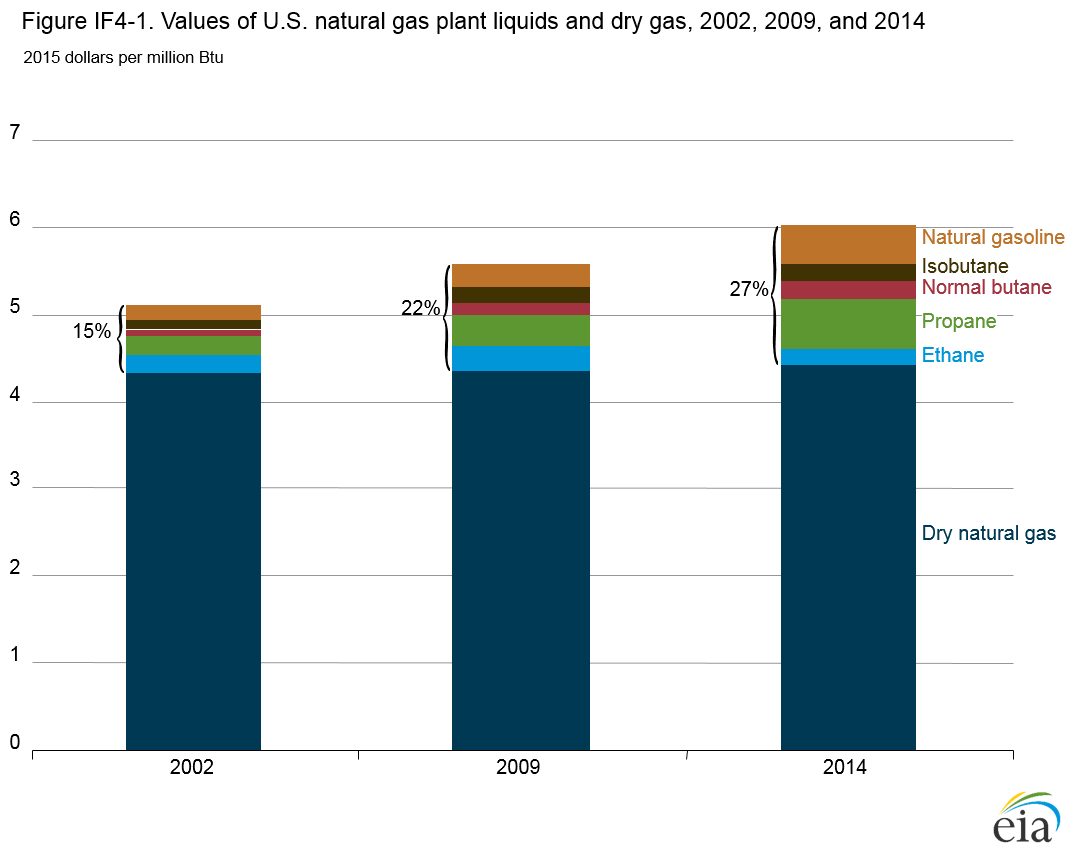 Figure IF4-1. Values of U.S. natural gas plant liquids and dry gas, 2002, 2009, and 2014
2015 dollars per million Btu
7
6
5
4
3
2
1
0
15%
22%
27%
Natural gasoline
Isobutane
Normal butane
Propane
Ethane
Dry natural gas
2002
2009
2014
eia